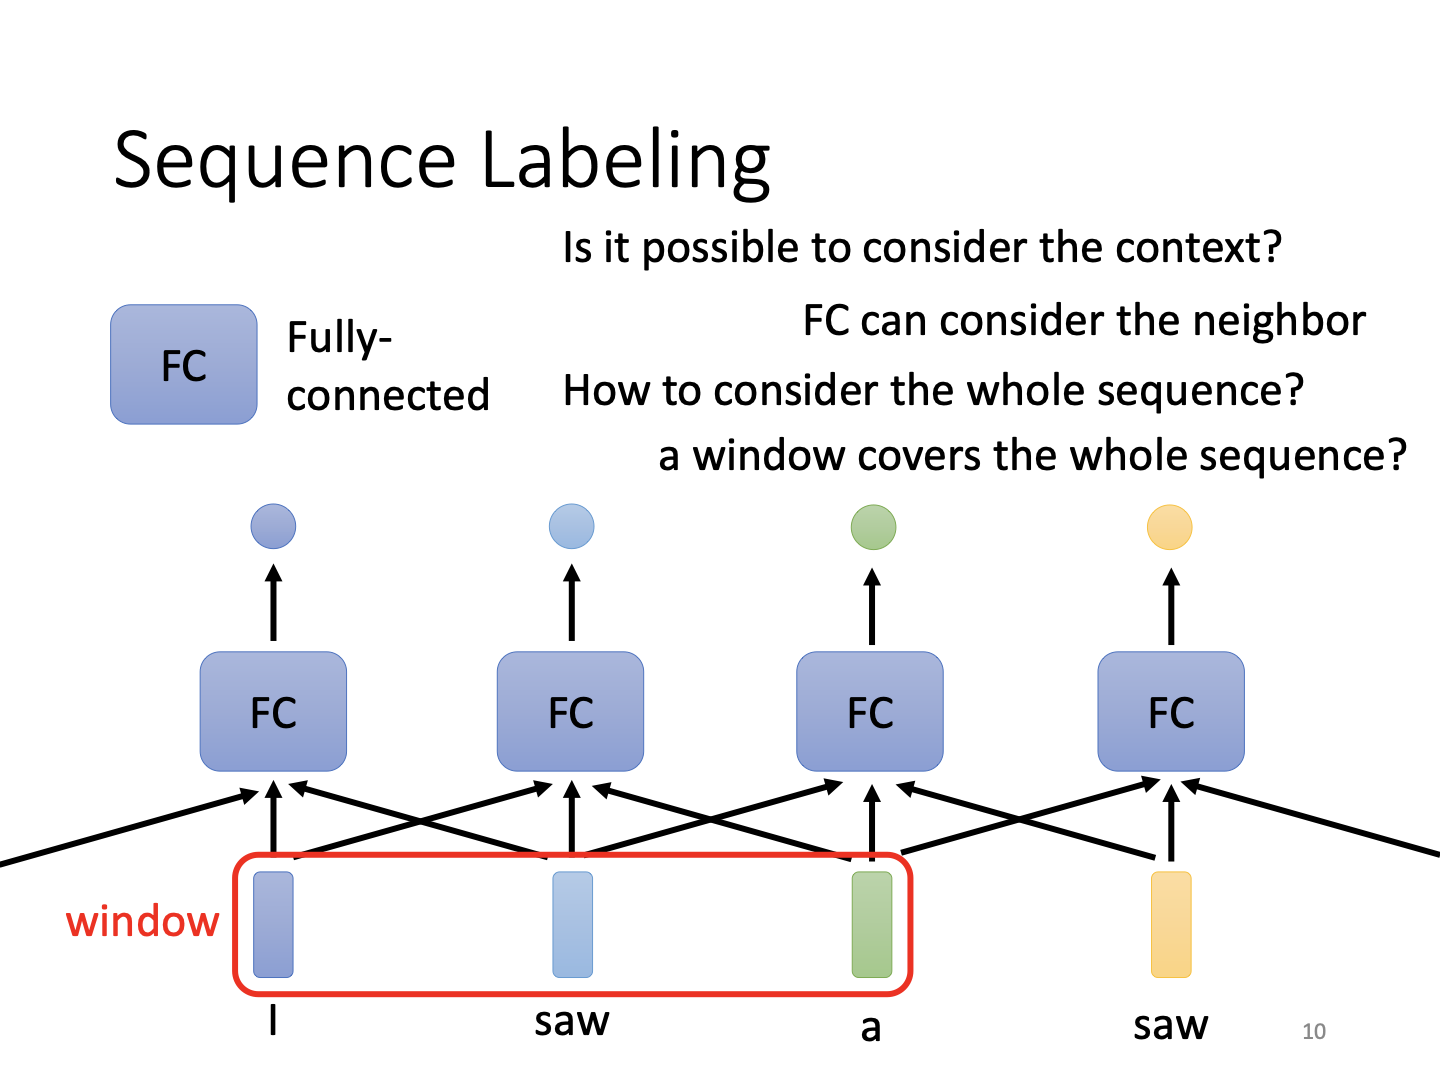 Sequence Labeling
Is it possible to consider the context?
FC can consider the neighbor
FC
Fully-
connected
How to consider the whole sequence?
a window covers the whole sequence?
FC
FC
FC
FC
window
I
saw
a
saw
10